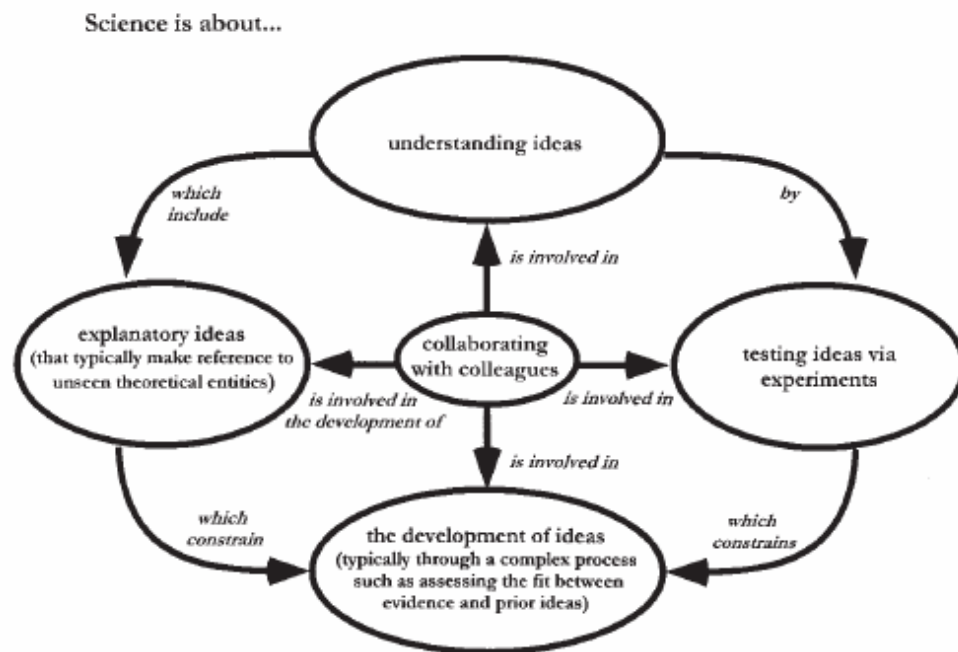 Science is about...
understanding ideas
which
include
by
is involved in
explanatory ideas
(that typically make reference to
unseen theoretical entities)
collaborating
with colleagues
testing ideas via
experiments
is involved in
the development of
is involved in
is involved in
which
constrain
which
constrains
the development of ideas
(typically through a complex process
such as assessing the fit between
evidence and prior ideas)